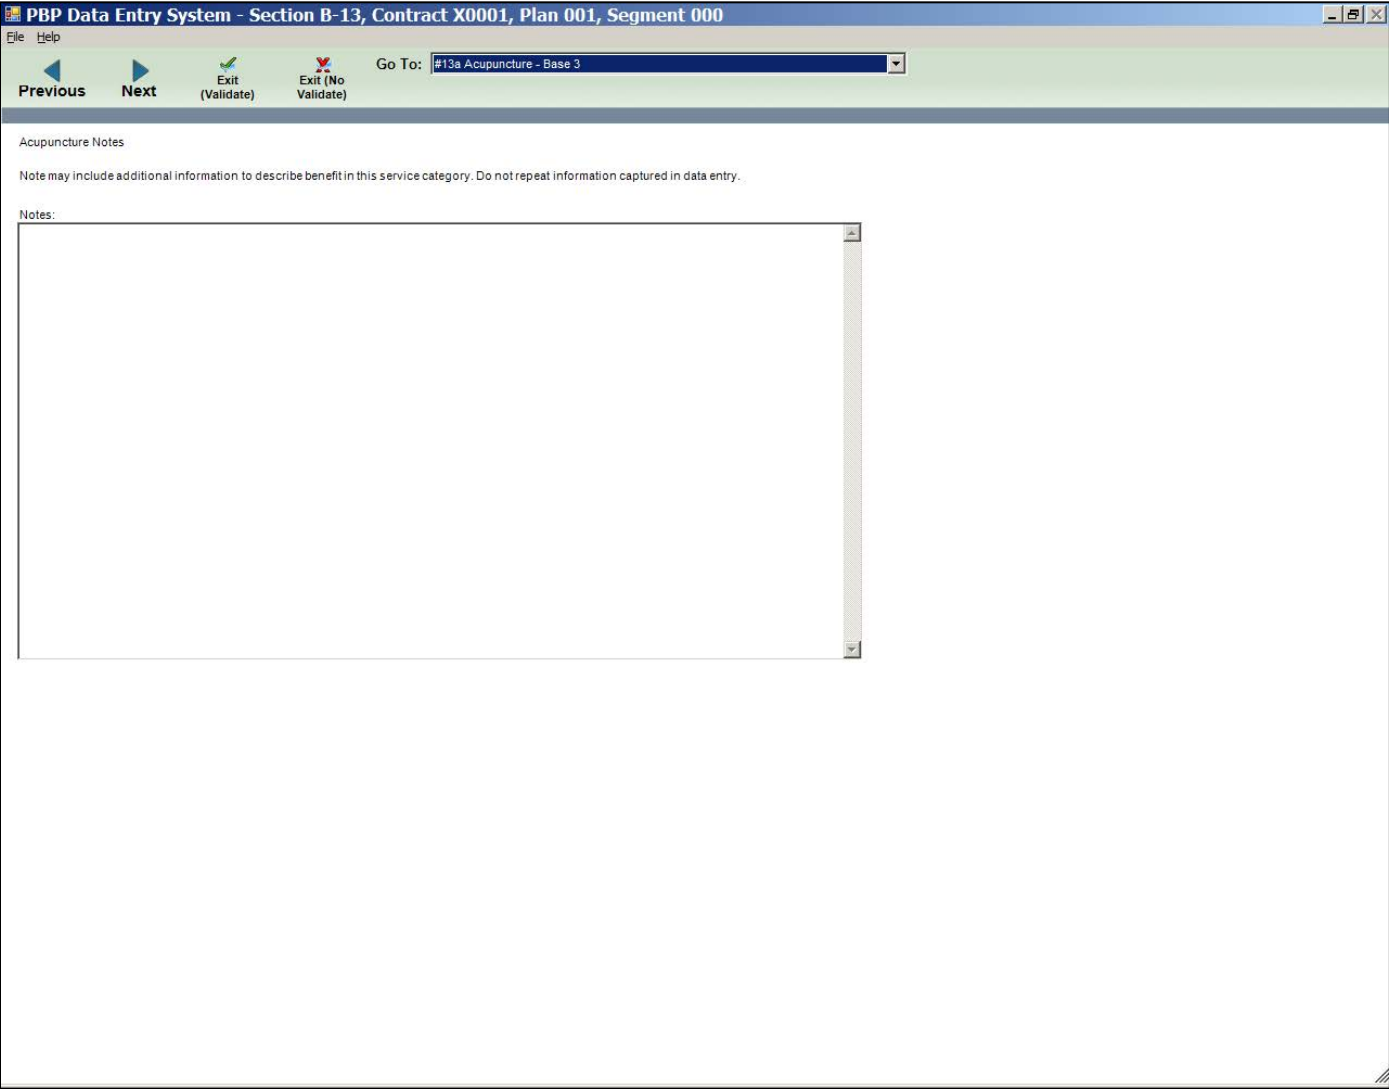 PBP Data Entry System - Section B-13, Contract X0001, Plan 001, Segment 000
File Help
Previous
Next
Exit
(Validate)
Exit (No
Validate)
Go To:
#13a Acupuncture - Base 3
Acupuncture Notes
Note may include additional information to describe benefit in this service category. Do not repeat information captured in data entry.
Notes: